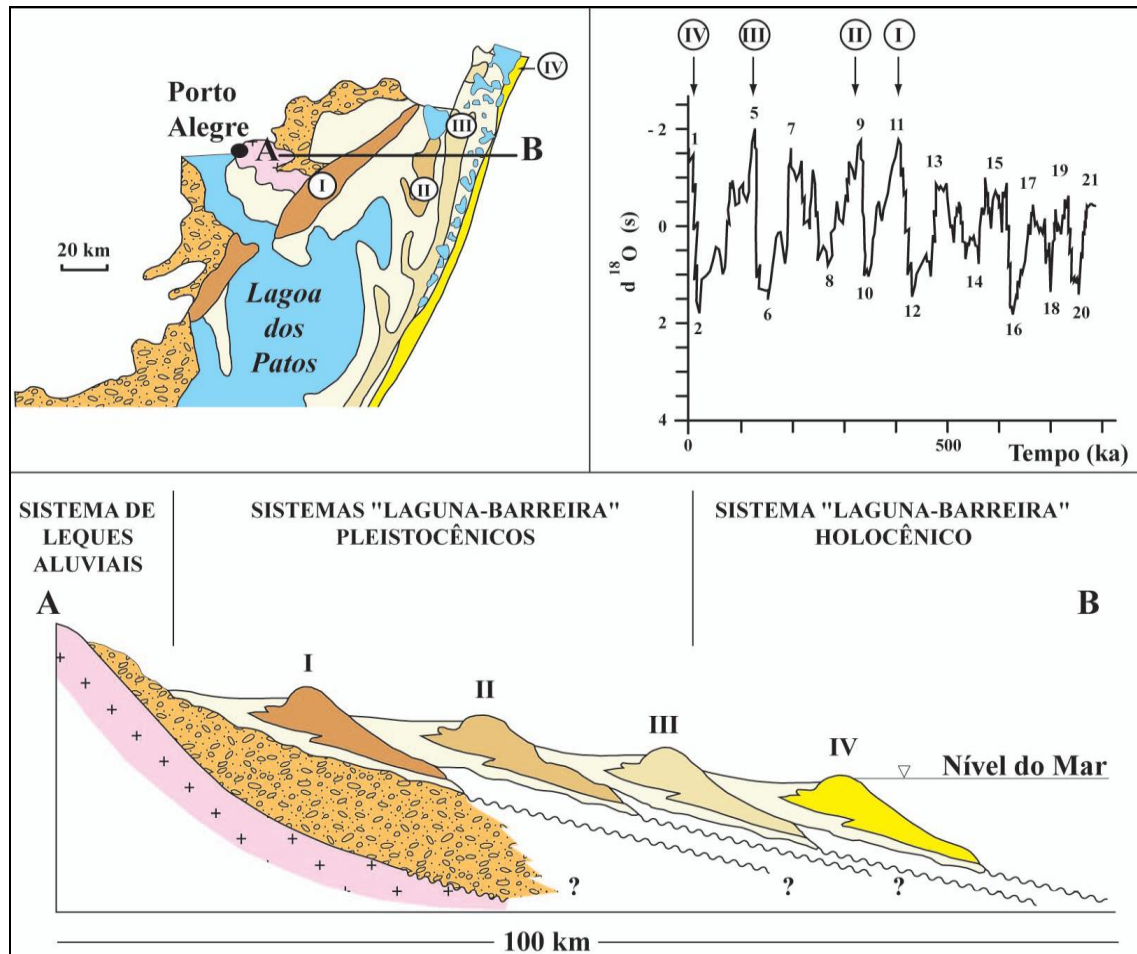 Porto
Alegre
A
B
I
II
III
IV
20 km
Lagoa
dos
Patos
IV
III
II
I
- 2
0
2
4
d 18O (s)
1
2
5
6
7
8
9
10
11
12
13
14
15
16
17
18
19
20
21
0
500
Tempo (ka)
SISTEMA DE
LEQUES
ALUVIAIS
SISTEMAS "LAGUNA-BARREIRA"
PLEISTOCÊNICOS
SISTEMA "LAGUNA-BARREIRA"
HOLOCÊNICO
A
B
I
II
III
IV
Nível do Mar
?
?
?
100 km